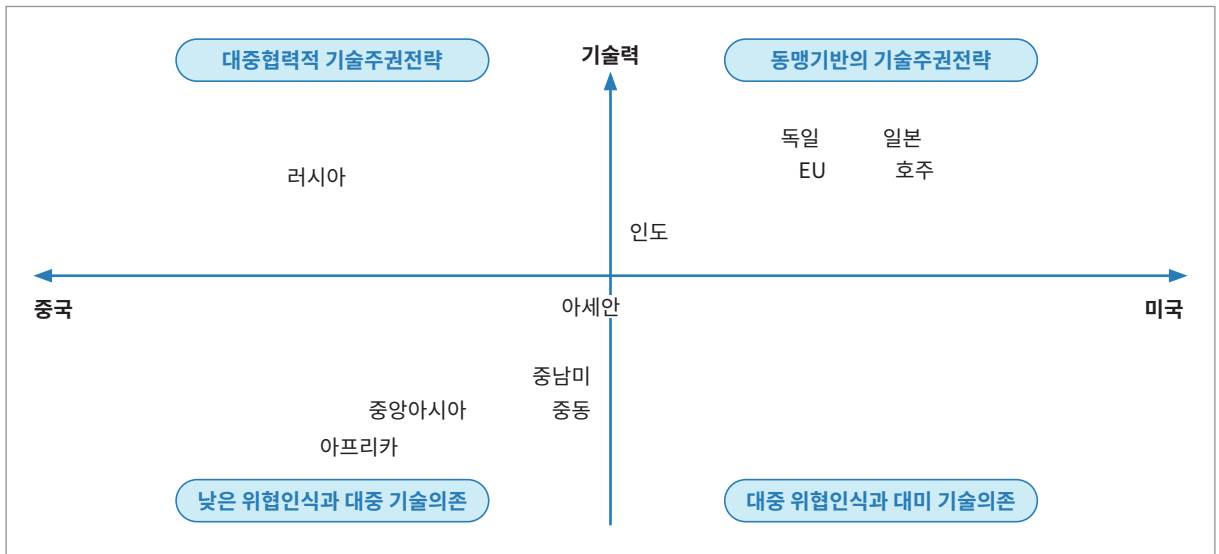 대중협력적 기술주권전략
기술력
동맹기반의 기술주권전략
독일 일본
러시아
EU 호주
인도
중국
아세안
미국
중남미
중앙아시아 중동
아프리카
낮은 위협인식과 대중 기술의존
대중 위협인식과 대미 기술의존